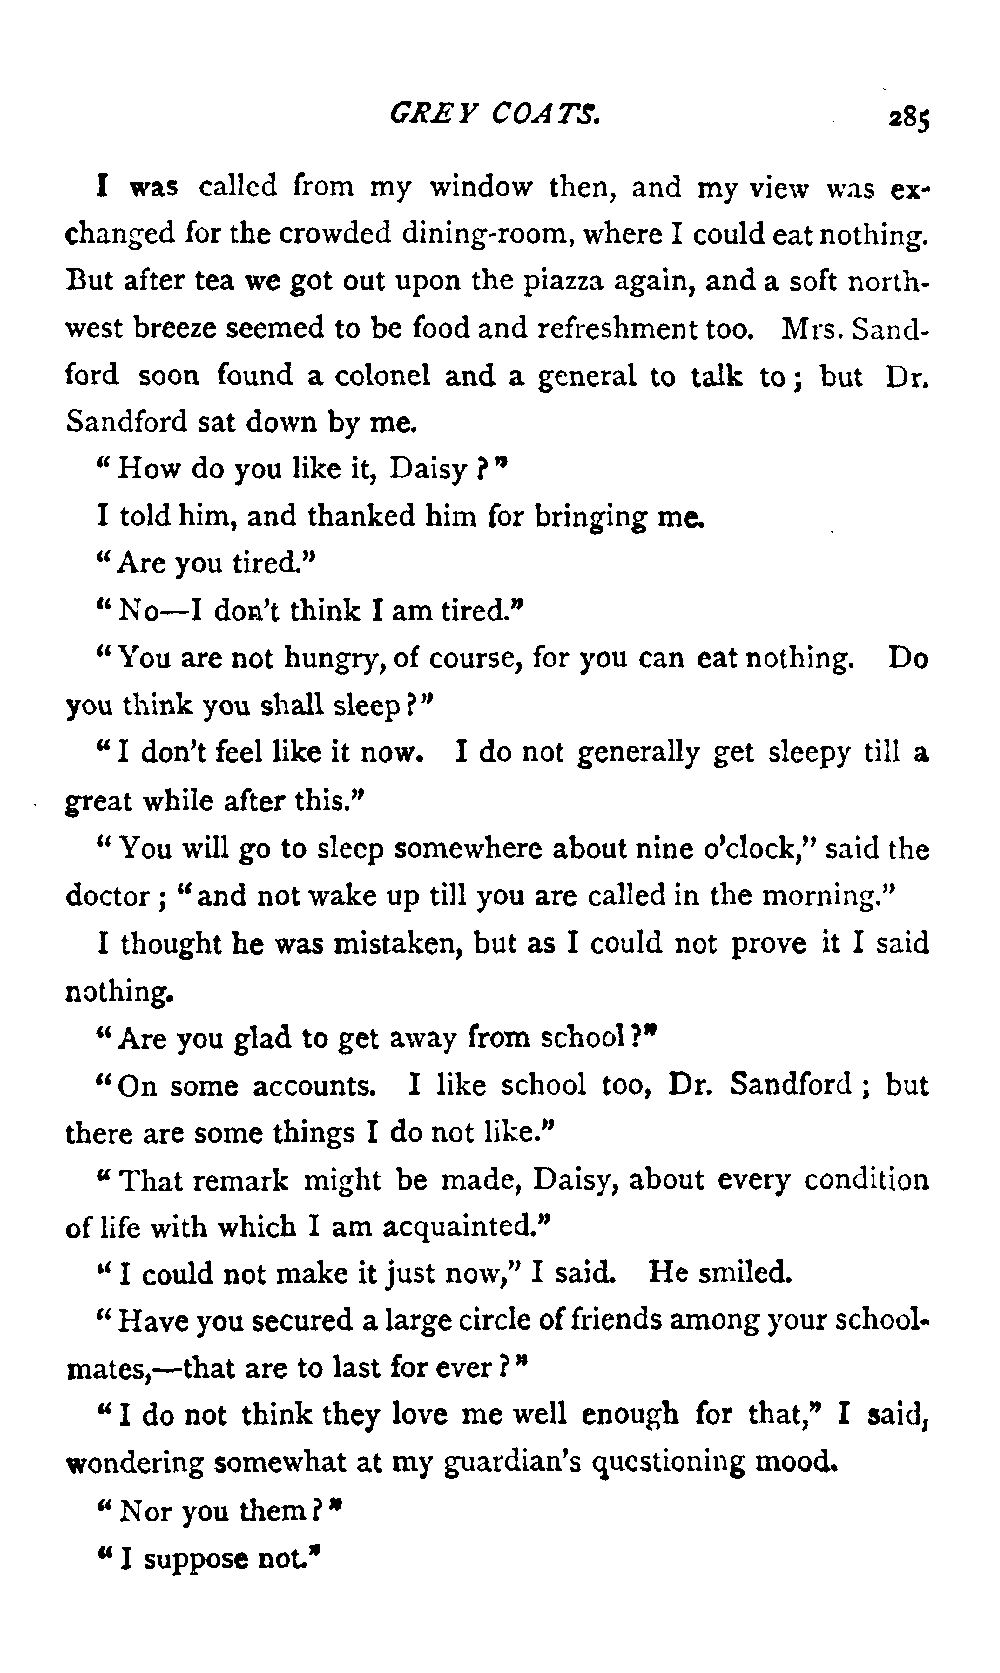 GREY COATS. 285
I was called from my window then, and my view was ex-
changed for the crowded dining-room, where I could eat nothing.
But after tea we got out upon the piazza again, and a soft north-
west breeze seemed to be food and refreshment too. Mrs. Sand-
ford soon found a colonel and a general to talk to; but Dr.
Sandford sat down by me.
"How do you like it, Daisy?"
I told him, and thanked him for bringing me.
"Are you tired."
"No—I don't think I am tired."
"You are not hungry, of course, for you can eat nothing. Do
you think you shall sleep?"
"I don't feel like it now. I do not generally get sleepy till a
great while after this."
"You will go to sleep somewhere about nine o'clock," said the
doctor; "and not wake up till you are called in the morning."
I thought he was mistaken, but as I could not prove it I said
nothing.
"Are you glad to get away from school?"
"On some accounts. I like school too, Dr. Sandford; but
there are some things I do not like."
"That remark might be made, Daisy, about every condition
of life with which I am acquainted."
"I could not make it just now," I said. He smiled.
"Have you secured a large circle of friends among your school-
mates,—that are to last for ever?"
"I do not think they love me well enough for that," I said,
wondering somewhat at my guardian's questioning mood.
"Nor you them?"
"I suppose not."